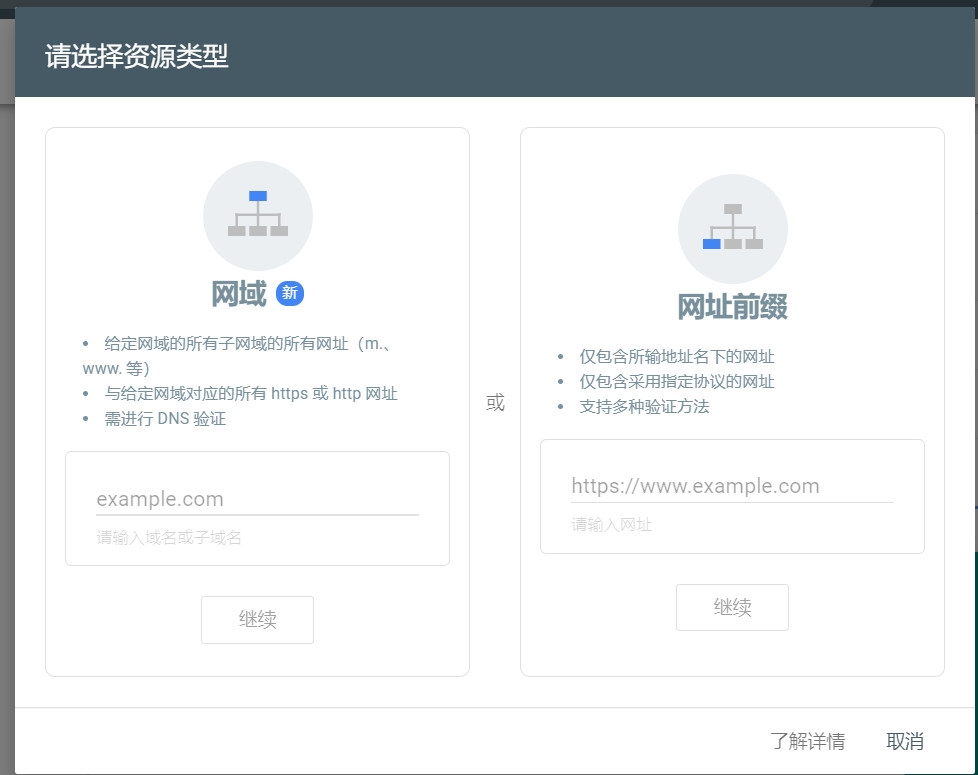 请选择资源类型
网域 新
• 给定网域的所有子网域的所有网址（m.、
www. 等）
• 与给定网域对应的所有 https 或 http 网址
• 需进行 DNS 验证
example.com
请输入域名或子域名
继续
或
网址前缀
• 仅包含所输地址名下的网址
• 仅包含采用指定协议的网址
• 支持多种验证方法
https://www.example.com
请输入网址
继续
了解详情 取消